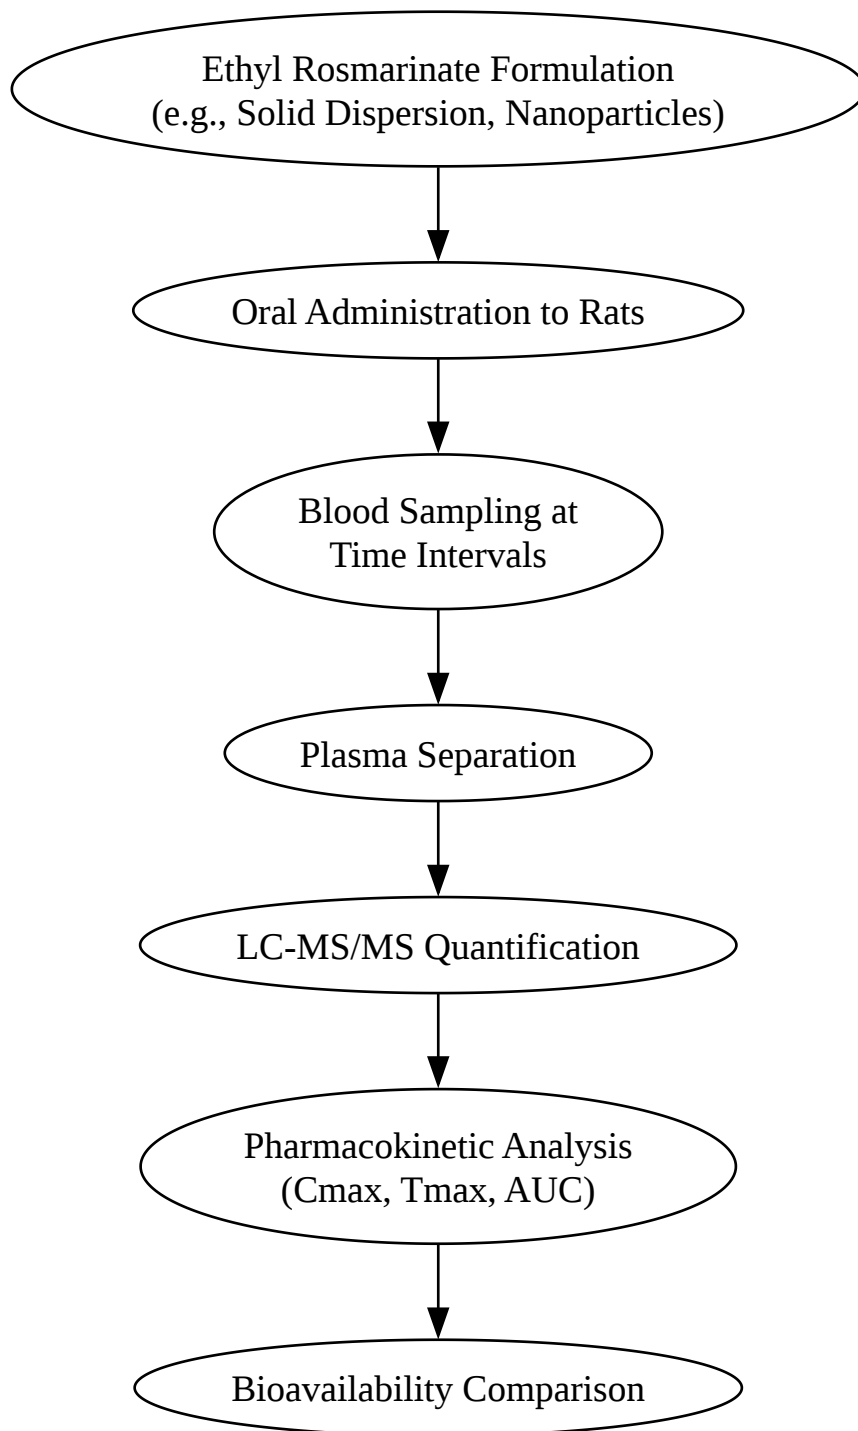 Ethyl Rosmarinate Formulation
(e.g., Solid Dispersion, Nanoparticles)
Oral Administration to Rats
Blood Sampling at
Time Intervals
Plasma Separation
LC-MS/MS Quantification
Pharmacokinetic Analysis
(Cmax, Tmax, AUC)
Bioavailability Comparison